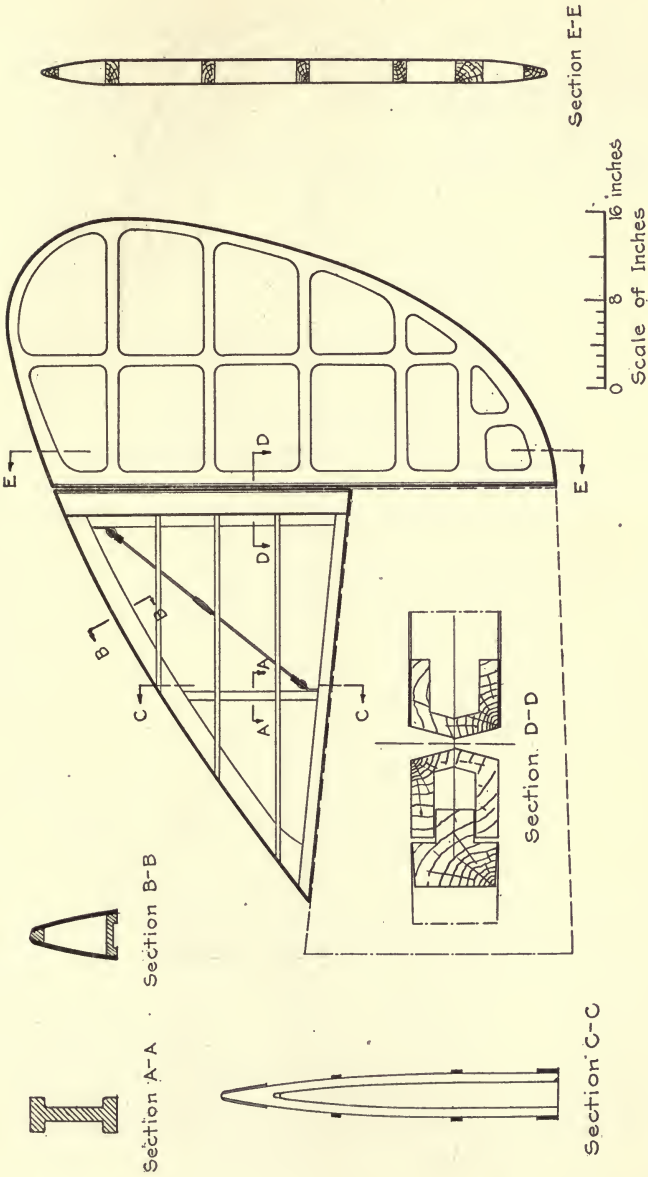 Section A-A
Section B-B
E
B
B
D
D
C
A
A
C
E
Section D-D
Section C-C
Section E-E
0 8 16 inches
Scale of Inches